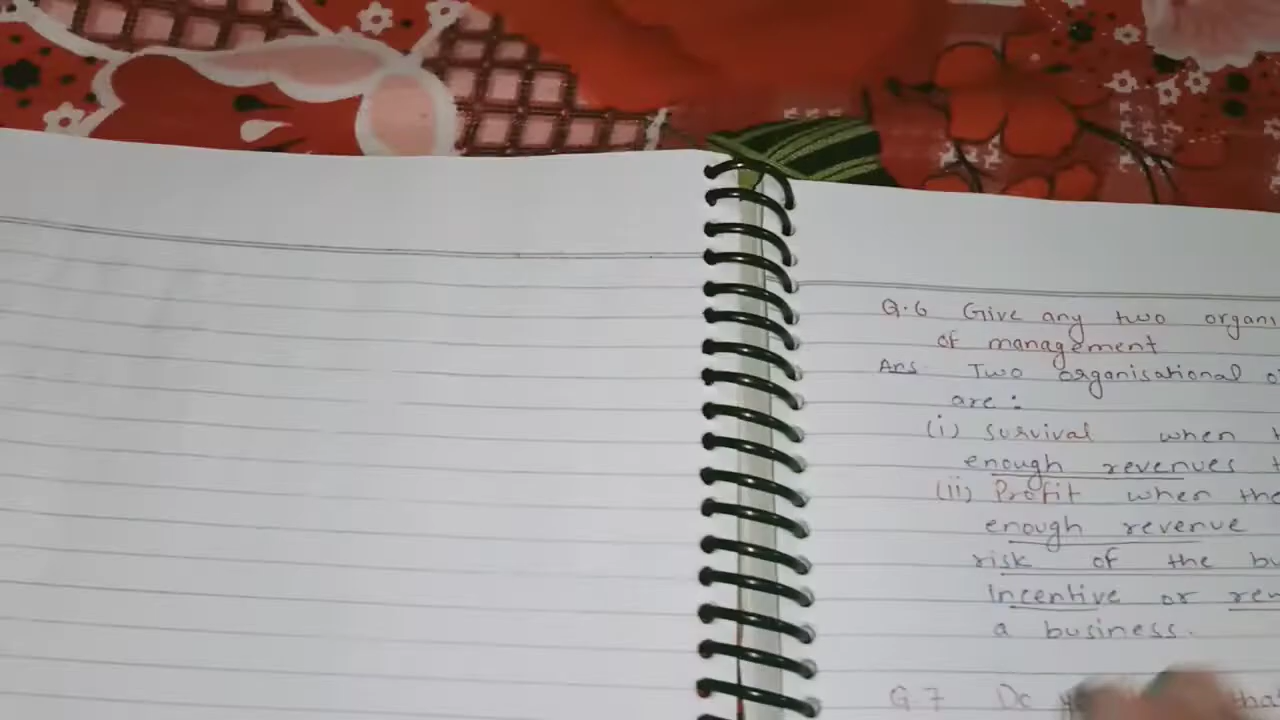 Q.6 Give any two organi
of management
Ans Two organisational o
are :
(i) Survival when
enough revenues
(ii) Profit when the
enough revenue
risk of the bu
Incentive or
a business.
Q.7 Do